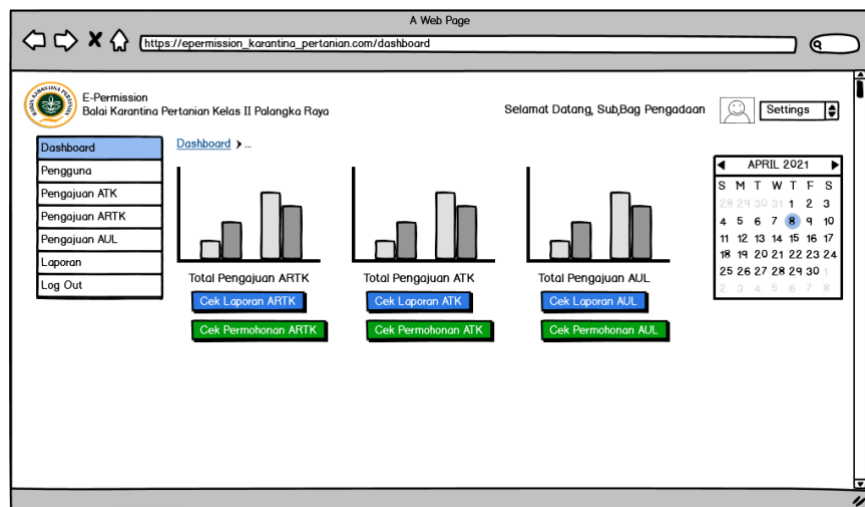 A Web Page
https://epermission_karantina_pertanian.com/dashboard
E-Permission
Balai Karantina Pertanian Kelas II Palangka Raya
Selamat Datang, Sub,Bag Pengadaan
Settings
Dashboard
Pengguna
Pengajuan ATK
Pengajuan ARTK
Pengajuan AUL
Laporan
Log Out
Dashboard > ...
Total Pengajuan ARTK
Cek Laporan ARTK
Cek Permohonan ARTK
Total Pengajuan ATK
Cek Laporan ATK
Cek Permohonan ATK
Total Pengajuan AUL
Cek Laporan AUL
Cek Permohonan AUL
APRIL 2021
S M T W T F S
28 29 30 31 1 2 3
4 5 6 7 8 9 10
11 12 13 14 15 16 17
18 19 20 21 22 23 24
25 26 27 28 29 30 1
2 3 4 5 6 7 8